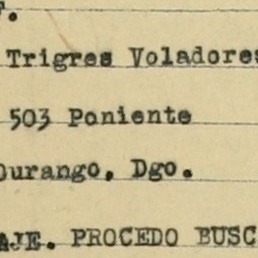 F.
Trigres Voladores
503 Poniente
Durango, Dgo.
AJE. PROCEDO BUSC